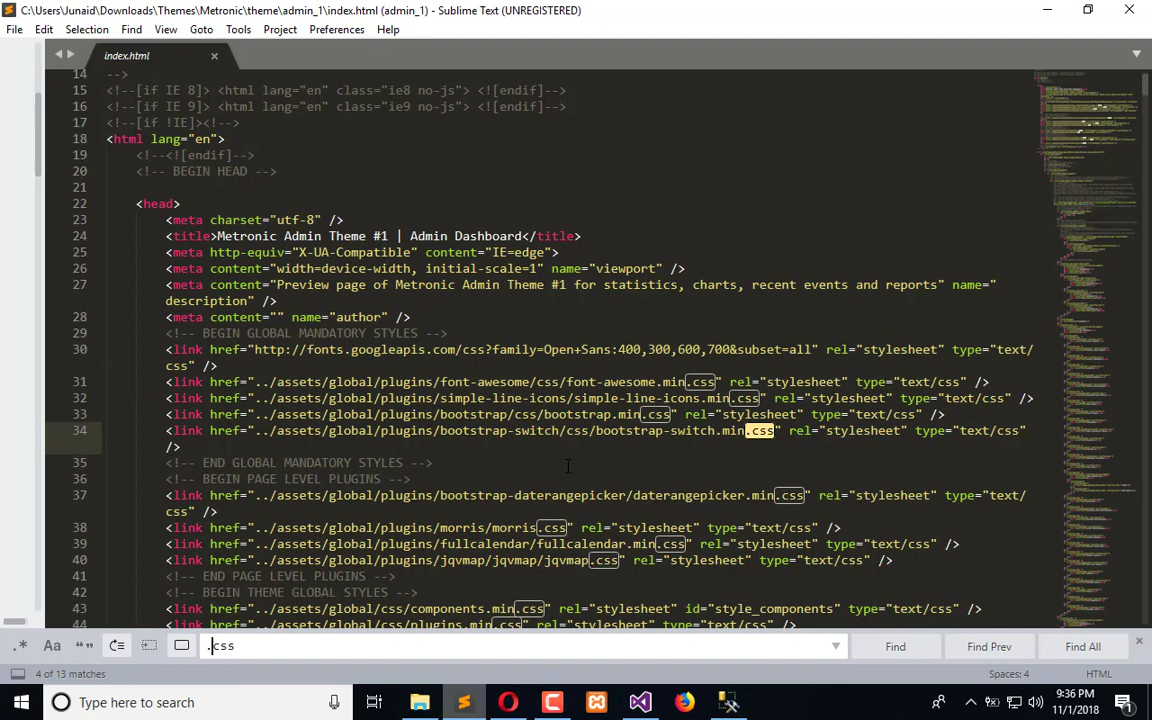 C:\Users\Junaid\Downloads\Themes\Metronic\theme\admin_1\index.html (admin_1) - Sublime Text (UNREGISTERED)
File Edit Selection Find View Goto Tools Project Preferences Help
index.html
14 -->
15 <!--[if IE 8]> <html lang="en" class="ie8 no-js"> <![endif]-->
16 <!--[if IE 9]> <html lang="en" class="ie9 no-js"> <![endif]-->
17 <!--[if !IE]><!-->
18 <html lang="en">
19 <!--<![endif]-->
20 <!-- BEGIN HEAD -->
21
22 <head>
23 <meta charset="utf-8" />
24 <title>Metronic Admin Theme #1 | Admin Dashboard</title>
25 <meta http-equiv="X-UA-Compatible" content="IE=edge">
26 <meta content="width=device-width, initial-scale=1" name="viewport" />
27 <meta content="Preview page of Metronic Admin Theme #1 for statistics, charts, recent events and reports" name="
description" />
28 <meta content="" name="author" />
29 <!-- BEGIN GLOBAL MANDATORY STYLES -->
30 <link href="http://fonts.googleapis.com/css?family=Open+Sans:400,300,600,700&subset=all" rel="stylesheet" type="text/
css" />
31 <link href="../assets/global/plugins/font-awesome/css/font-awesome.min.css" rel="stylesheet" type="text/css" />
32 <link href="../assets/global/plugins/simple-line-icons/simple-line-icons.min.css" rel="stylesheet" type="text/css" />
33 <link href="../assets/global/plugins/bootstrap/css/bootstrap.min.css" rel="stylesheet" type="text/css" />
34 <link href="../assets/global/plugins/bootstrap-switch/css/bootstrap-switch.min.css" rel="stylesheet" type="text/css"
/>
35 <!-- END GLOBAL MANDATORY STYLES -->
36 <!-- BEGIN PAGE LEVEL PLUGINS -->
37 <link href="../assets/global/plugins/bootstrap-daterangepicker/daterangepicker.min.css" rel="stylesheet" type="text/
css" />
38 <link href="../assets/global/plugins/morris/morris.css" rel="stylesheet" type="text/css" />
39 <link href="../assets/global/plugins/fullcalendar/fullcalendar.min.css" rel="stylesheet" type="text/css" />
40 <link href="../assets/global/plugins/jqvmap/jqvmap/jqvmap.css" rel="stylesheet" type="text/css" />
41 <!-- END PAGE LEVEL PLUGINS -->
42 <!-- BEGIN THEME GLOBAL STYLES -->
43 <link href="../assets/global/css/components.min.css" rel="stylesheet" id="style_components" type="text/css" />
44 <link href="../assets/global/css/plugins.min.css" rel="stylesheet" type="text/css" />
.* Aa “” .css Find Find Prev Find All
4 of 13 matches Spaces: 4 HTML
Type here to search 9:36 PM
11/1/2018 1